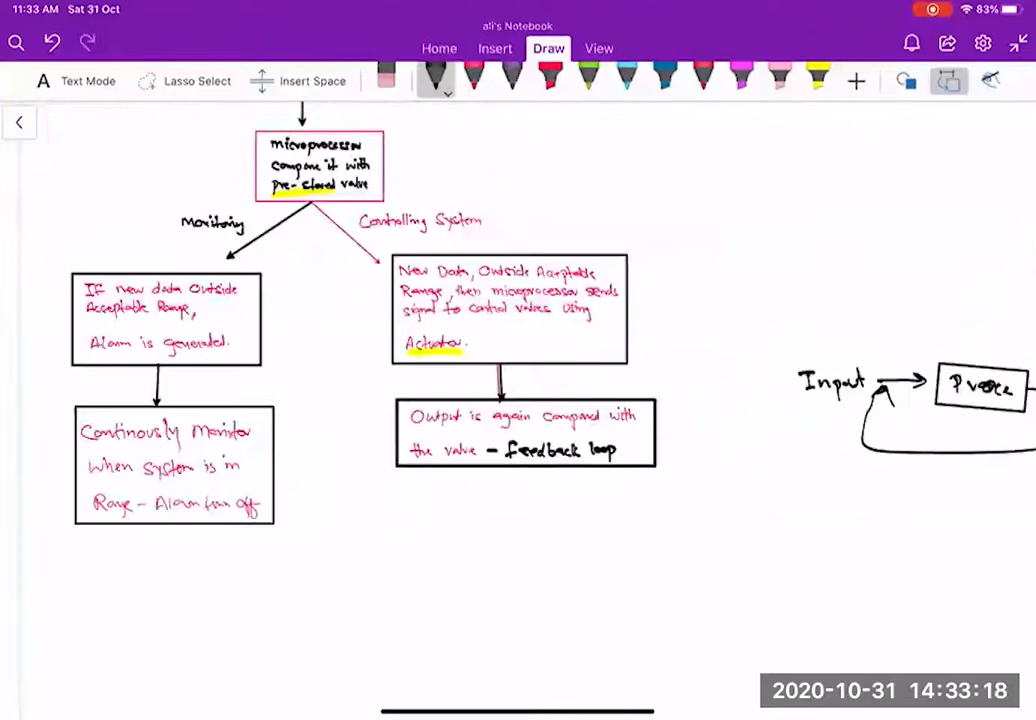 11:33 AM Sat 31 Oct
83%
ali's Notebook
Home Insert Draw View
A Text Mode Lasso Select Insert Space
microprocessor
compare it with
pre-stored value
Monitoring
Controlling System
If new data outside
Acceptable Range,
Alarm is generated.
New Data, Outside Acceptable
Range, then microprocessor sends
signal to control valves using
Actuator.
Continously Monitor
When system is in
Range - Alarm turn off
Output is again compared with
the value - feedback loop
Input
2020-10-31 14:33:18